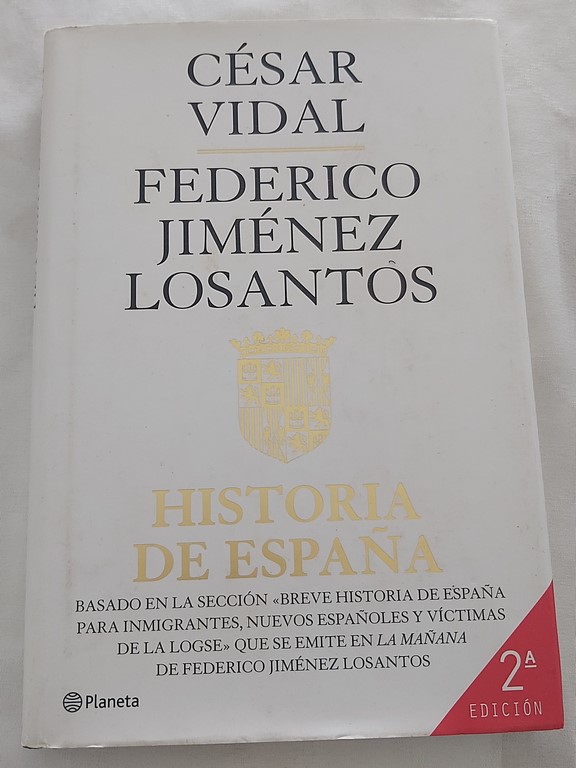 CÉSAR
VIDAL
FEDERICO
JIMÉNEZ
LOSANTOS
HISTORIA
DE ESPAÑA
BASADO EN LA SECCIÓN «BREVE HISTORIA DE ESPAÑA
PARA INMIGRANTES, NUEVOS ESPAÑOLES Y VÍCTIMAS
DE LA LOGSE» QUE SE EMITE EN LA MAÑANA
DE FEDERICO JIMÉNEZ LOSANTOS
Planeta
2ª
EDICIÓN